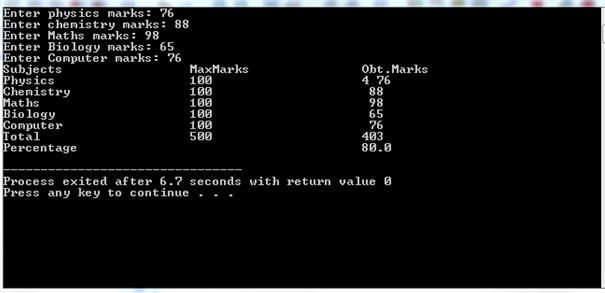 Enter physics marks: 76
Enter chemistry marks: 88
Enter Maths marks: 98
Enter Biology marks: 65
Enter Computer marks: 76
Subjects MaxMarks Obt.Marks
Physics 100 4 76
Chemistry 100 88
Maths 100 98
Biology 100 65
Computer 100 76
Total 500 403
Percentage 80.0
--------------------------------
Process exited after 6.7 seconds with return value 0
Press any key to continue . . .